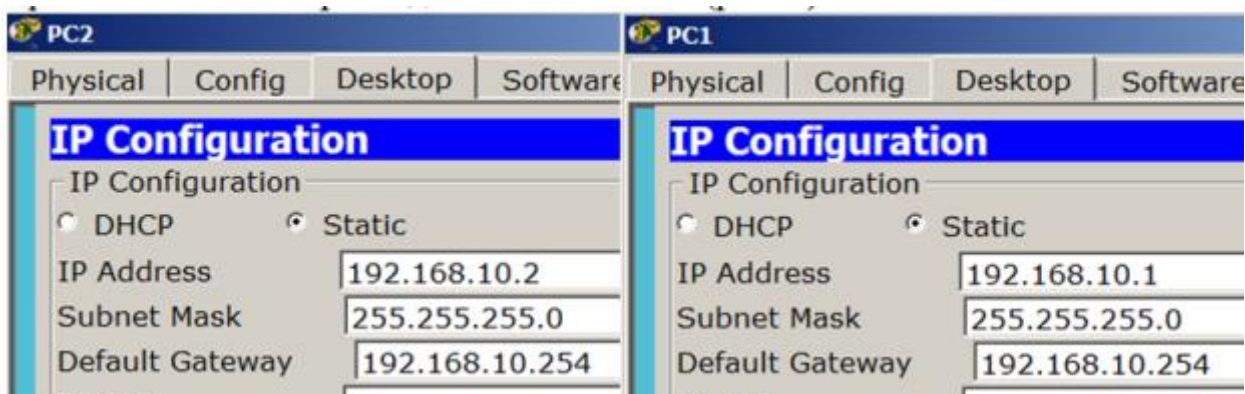 PC2
Physical Config Desktop Software
IP Configuration
IP Configuration
DHCP Static
IP Address 192.168.10.2
Subnet Mask 255.255.255.0
Default Gateway 192.168.10.254
PC1
Physical Config Desktop Software
IP Configuration
IP Configuration
DHCP Static
IP Address 192.168.10.1
Subnet Mask 255.255.255.0
Default Gateway 192.168.10.254